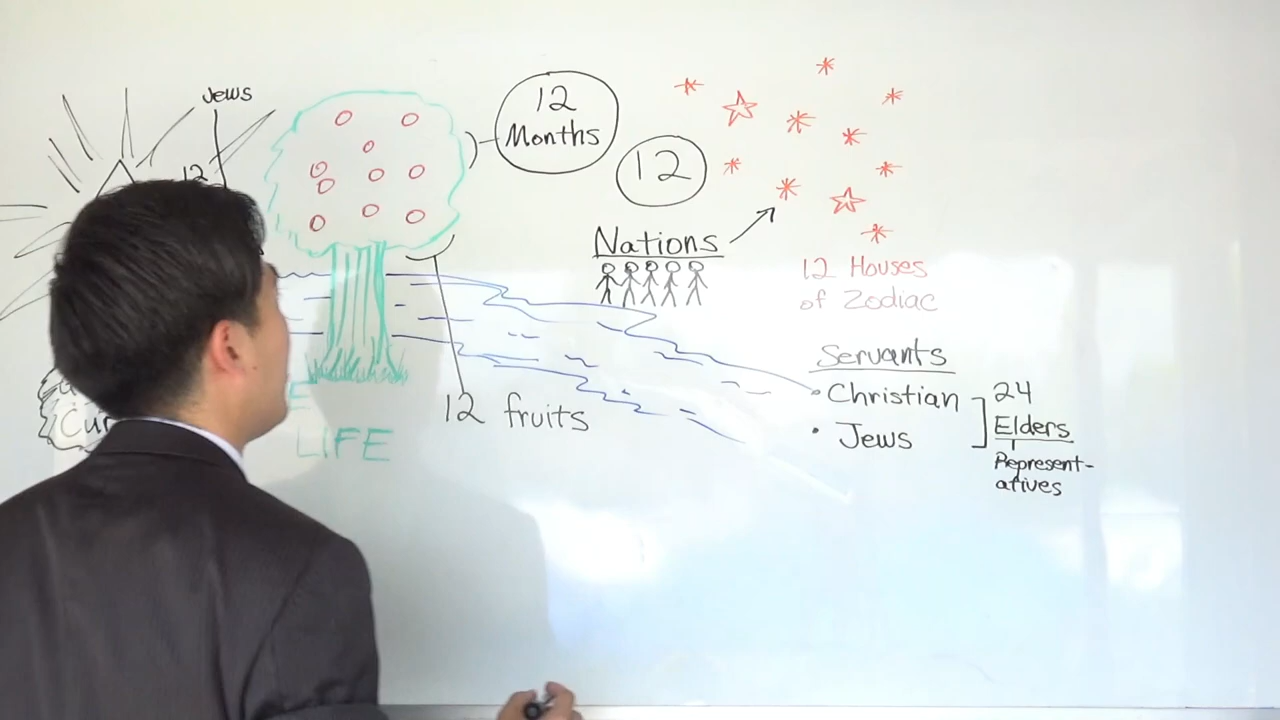 Jews
12
12
Months
12
Nations
12 Houses
of Zodiac
Servants
• Christian
• Jews
24
Elders
Represent-
atives
12 fruits
LIFE